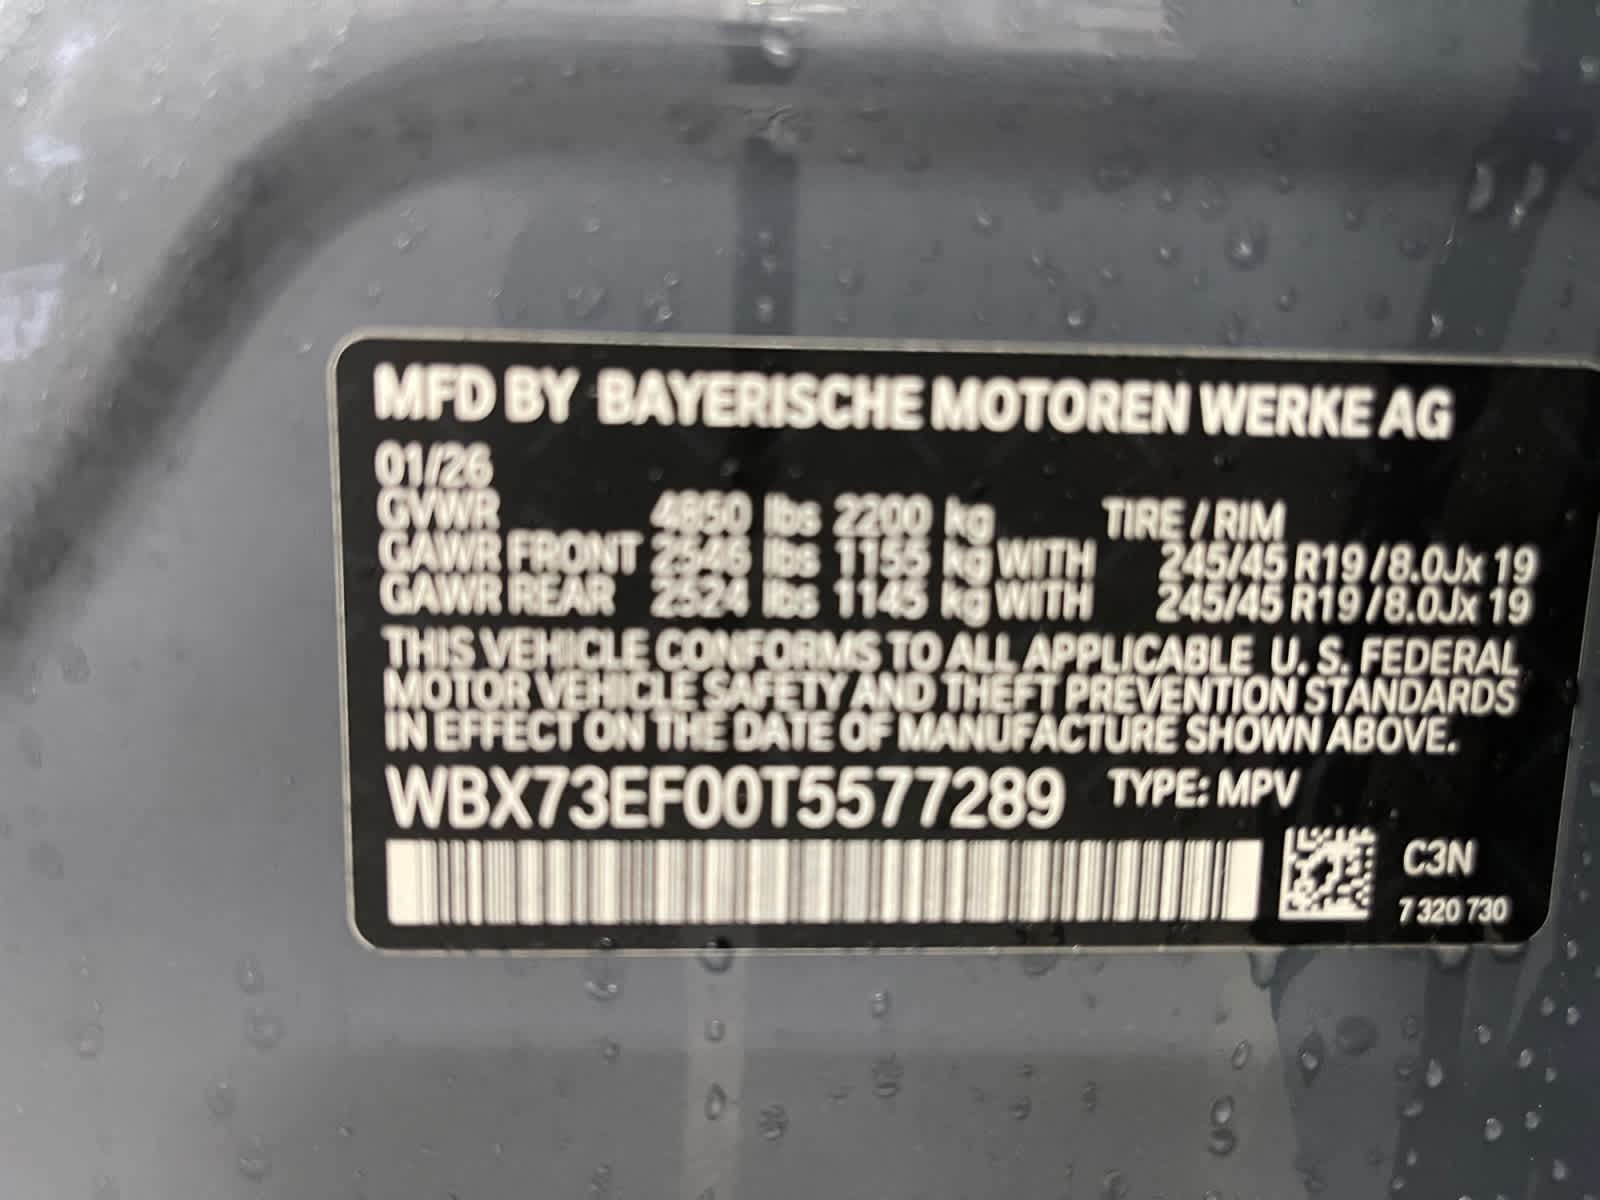 MFD BY BAYERISCHE MOTOREN WERKE AG
01/26
GVWR 4850 lbs 2200 kg TIRE / RIM
GAWR FRONT 2546 lbs 1155 kg WITH 245/45 R19 / 8.0Jx 19
GAWR REAR 2524 lbs 1145 kg WITH 245/45 R19 / 8.0Jx 19
THIS VEHICLE CONFORMS TO ALL APPLICABLE U. S. FEDERAL
MOTOR VEHICLE SAFETY AND THEFT PREVENTION STANDARDS
IN EFFECT ON THE DATE OF MANUFACTURE SHOWN ABOVE.
WBX73EF00T5577289 TYPE: MPV
C3N
7 320 730